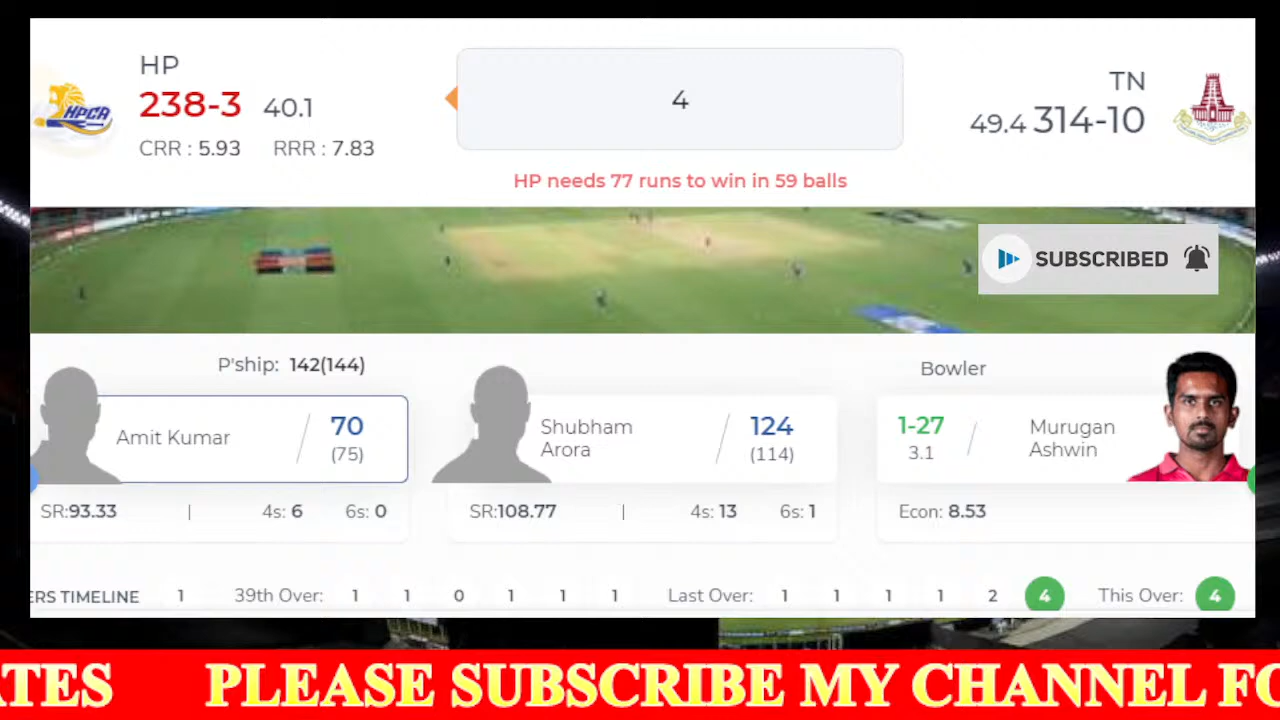 HP
238-3 40.1
CRR : 5.93 RRR : 7.83
HPCA
4
HP needs 77 runs to win in 59 balls
TN
49.4 314-10
SUBSCRIBED
P'ship: 142(144)
Amit Kumar 70
(75)
SR:93.33 | 4s: 6 6s: 0
Shubham
Arora
124
(114)
SR:108.77 | 4s: 13 6s: 1
Bowler
1-27
3.1
Murugan
Ashwin
Econ: 8.53
ERS TIMELINE 1 39th Over: 1 1 0 1 1 1 Last Over: 1 1 1 1 2 4 This Over: 4
ATES PLEASE SUBSCRIBE MY CHANNEL FO